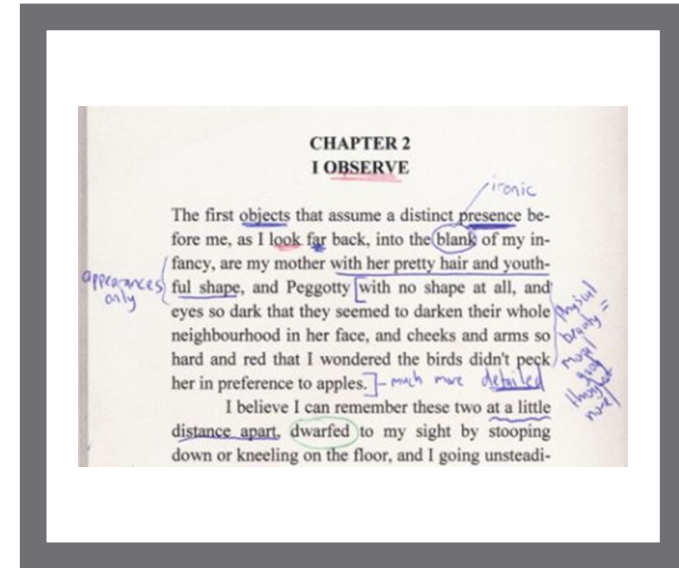 CHAPTER 2
I OBSERVE
ironic
The first objects that assume a distinct presence be-
fore me, as I look far back, into the blank of my in-
fancy, are my mother with her pretty hair and youth-
appearances only
ful shape, and Peggotty with no shape at all, and
eyes so dark that they seemed to darken their whole
physical
beauty =
moral
neighbourhood in her face, and cheeks and arms so
hard and red that I wondered the birds didn't peck
her in preference to apples. – much more detailed
I believe I can remember these two at a little
distance apart, dwarfed to my sight by stooping
down or kneeling on the floor, and I going unsteadi-